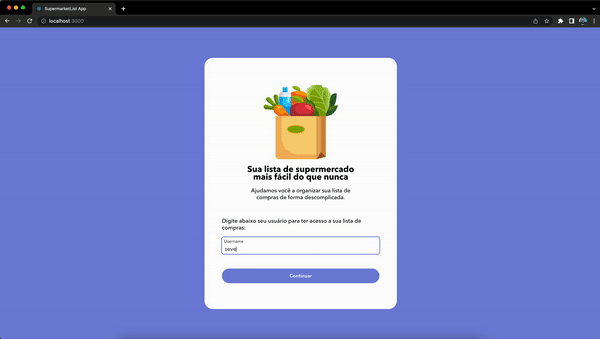 SupermarketList App
localhost:3000
Sua lista de supermercado
mais fácil do que nunca
Ajudamos você a organizar sua lista de
compras de forma descomplicada.
Digite abaixo seu usuário para ter acesso a sua lista de
compras:
Username
seve
Continuar